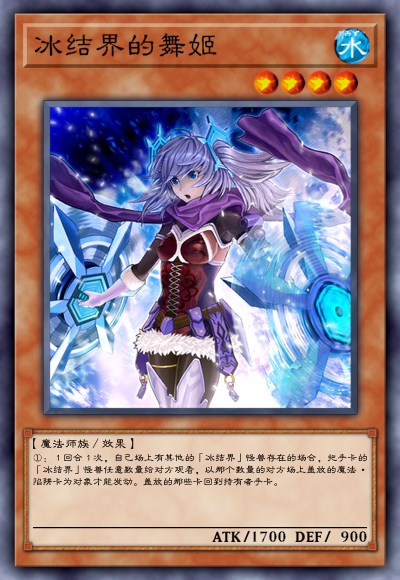 冰结界的舞姬
水
【魔法师族／效果】
①：1回合1次，自己场上有其他的「冰结界」怪兽存在的场合，把手卡的
「冰结界」怪兽任意数量给对方观看，以那个数量的对方场上盖放的魔法·
陷阱卡为对象才能发动。盖放的那些卡回到持有者手卡。
ATK/1700 DEF/ 900